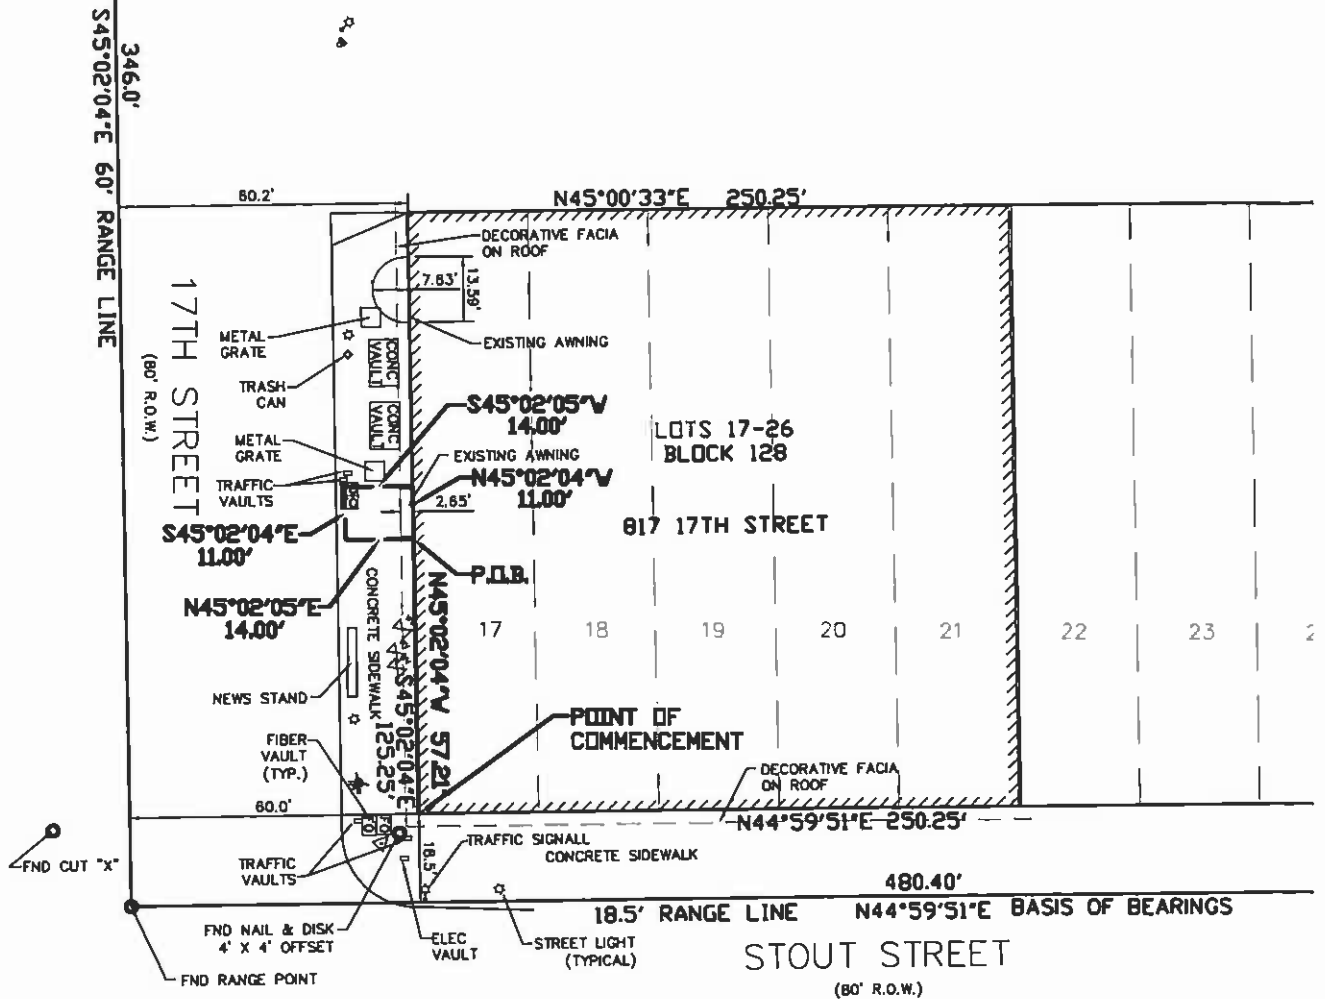 S45°02'04"E 60' RANGE LINE
346.0'
60.2'
N45°00'33"E 250.25'
DECORATIVE FACIA
ON ROOF
7.83'
13.59'
17TH STREET
(80' R.O.W.)
METAL
GRATE
EXISTING AWNING
CONC
VAULT
TRASH
CAN
S45°02'05"W
14.00'
CONC
VAULT
LOTS 17-26
BLOCK 128
METAL
GRATE
EXISTING AWNING
N45°02'04"W
11.00'
TRAFFIC
VAULTS
2.65'
817 17TH STREET
S45°02'04"E
11.00'
P.O.B.
N45°02'05"E
14.00'
CONCRETE SIDEWALK
N45°02'04"W 57.21'
17
18
19
20
21
22
23
2
NEWS STAND
S45°02'04"E
125.25'
POINT OF
COMMENCEMENT
FIBER
VAULT
(TYP.)
DECORATIVE FACIA
ON ROOF
60.0'
FO
FO
N44°59'51"E 250.25'
FND CUT "X"
TRAFFIC SIGNALL
CONCRETE SIDEWALK
18.5'
TRAFFIC
VAULTS
480.40'
18.5' RANGE LINE
N44°59'51"E BASIS OF BEARINGS
FND NAIL & DISK
4' X 4' OFFSET
ELEC
VAULT
STREET LIGHT
(TYPICAL)
STOUT STREET
(80' R.O.W.)
FND RANGE POINT